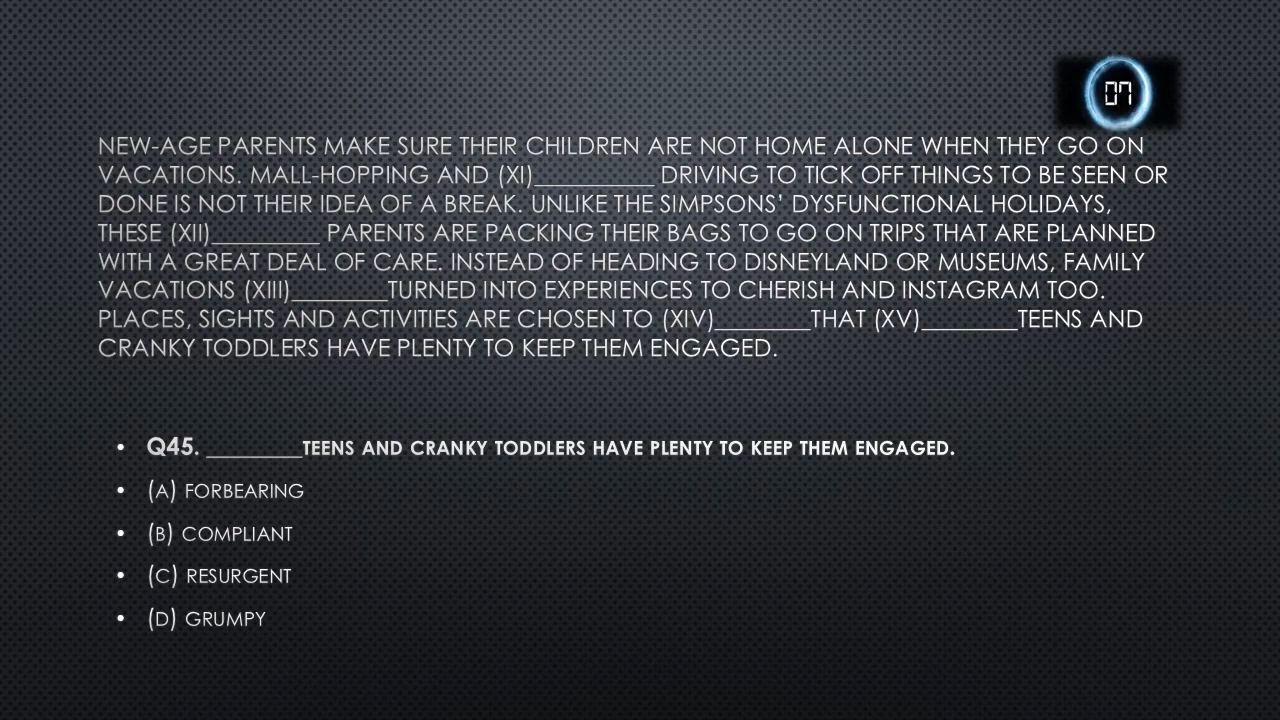 07
NEW-AGE PARENTS MAKE SURE THEIR CHILDREN ARE NOT HOME ALONE WHEN THEY GO ON
VACATIONS. MALL-HOPPING AND (XI)__________ DRIVING TO TICK OFF THINGS TO BE SEEN OR
DONE IS NOT THEIR IDEA OF A BREAK. UNLIKE THE SIMPSONS’ DYSFUNCTIONAL HOLIDAYS,
THESE (XII)_________ PARENTS ARE PACKING THEIR BAGS TO GO ON TRIPS THAT ARE PLANNED
WITH A GREAT DEAL OF CARE. INSTEAD OF HEADING TO DISNEYLAND OR MUSEUMS, FAMILY
VACATIONS (XIII)________TURNED INTO EXPERIENCES TO CHERISH AND INSTAGRAM TOO.
PLACES, SIGHTS AND ACTIVITIES ARE CHOSEN TO (XIV)________THAT (XV)________TEENS AND
CRANKY TODDLERS HAVE PLENTY TO KEEP THEM ENGAGED.
• Q45. ________TEENS AND CRANKY TODDLERS HAVE PLENTY TO KEEP THEM ENGAGED.
• (A) FORBEARING
• (B) COMPLIANT
• (C) RESURGENT
• (D) GRUMPY